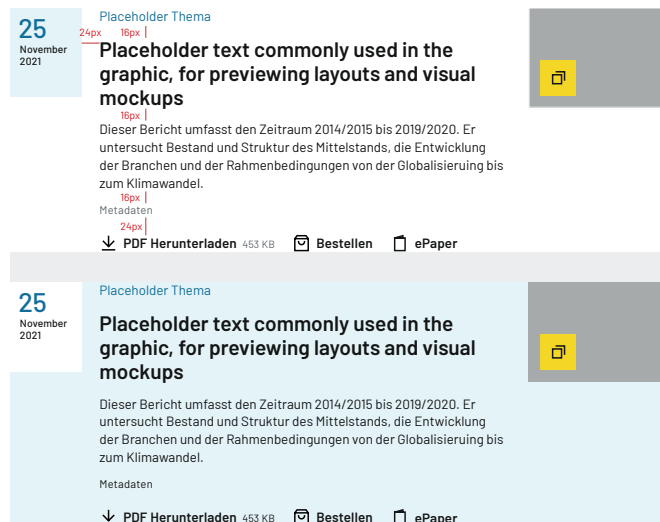 25
November
2021
Placeholder Thema
24px 16px
Placeholder text commonly used in the
graphic, for previewing layouts and visual
mockups
16px
Dieser Bericht umfasst den Zeitraum 2014/2015 bis 2019/2020. Er
untersucht Bestand und Struktur des Mittelstands, die Entwicklung
der Branchen und der Rahmenbedingungen von der Globalisieruing bis
zum Klimawandel.
16px
Metadaten
24px
PDF Herunterladen 453 KB Bestellen ePaper
25
November
2021
Placeholder Thema
Placeholder text commonly used in the
graphic, for previewing layouts and visual
mockups
Dieser Bericht umfasst den Zeitraum 2014/2015 bis 2019/2020. Er
untersucht Bestand und Struktur des Mittelstands, die Entwicklung
der Branchen und der Rahmenbedingungen von der Globalisieruing bis
zum Klimawandel.
Metadaten
PDF Herunterladen 453 KB Bestellen ePaper